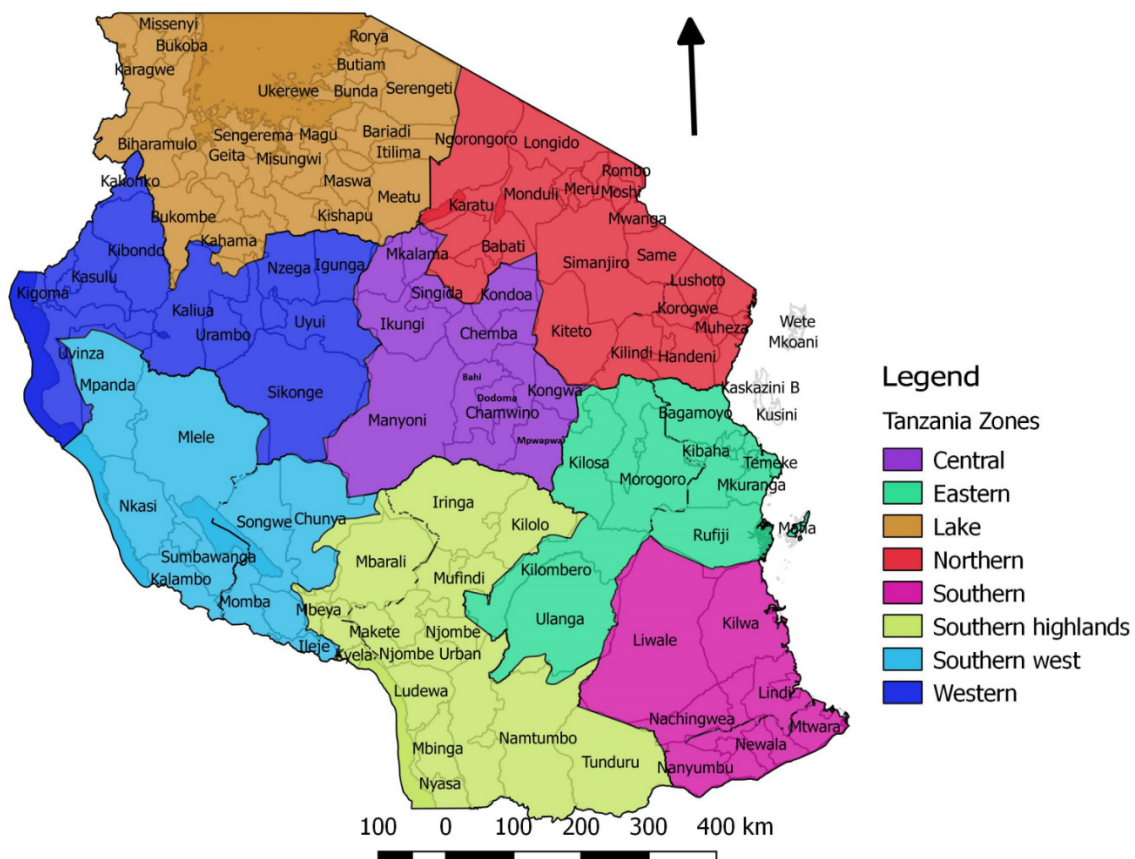 Missenyi
Rorya
Bukoba
Butiam
Karagwe
Ukerewe
Bunda
Serengeti
Sengerema
Magu
Bariadi
Ngorongoro
Longido
Biharamulo
Geita
Misungwi
Itilima
Rombo
Kakonko
Maswa
Meatu
Monduli
Meru
Moshi
Karatu
Bukombe
Kishapu
Mwanga
Kahama
Kibondo
Mkalama
Babati
Same
Nzega
Igunga
Simanjiro
Kasulu
Lushoto
Kigoma
Singida
Kondoa
Kaliua
Korogwe
Uyui
Ikungi
Wete
Urambo
Chemba
Kiteto
Muheza
Mkoani
Uvinza
Kilindi
Handeni
Mpanda
Bahi
Kongwa
Kaskazini B
Sikonge
Dodoma
Manyoni
Chamwino
Bagamoyo
Kusini
Mlele
Mpwapwa
Kibaha
Kilosa
Temeke
Morogoro
Mkuranga
Nkasi
Iringa
Songwe
Chunya
Kilolo
Mafia
Rufiji
Sumbawanga
Mbarali
Kalambo
Mufindi
Kilombero
Momba
Mbeya
Ulanga
Kilwa
Makete
Njombe
Liwale
Ileje
Kyela
Njombe Urban
Ludewa
Lindi
Nachingwea
Mtwara
Mbinga
Namtumbo
Newala
Tunduru
Nanyumbu
Nyasa
Legend
Tanzania Zones
Central
Eastern
Lake
Northern
Southern
Southern highlands
Southern west
Western
100 0 100 200 300 400 km